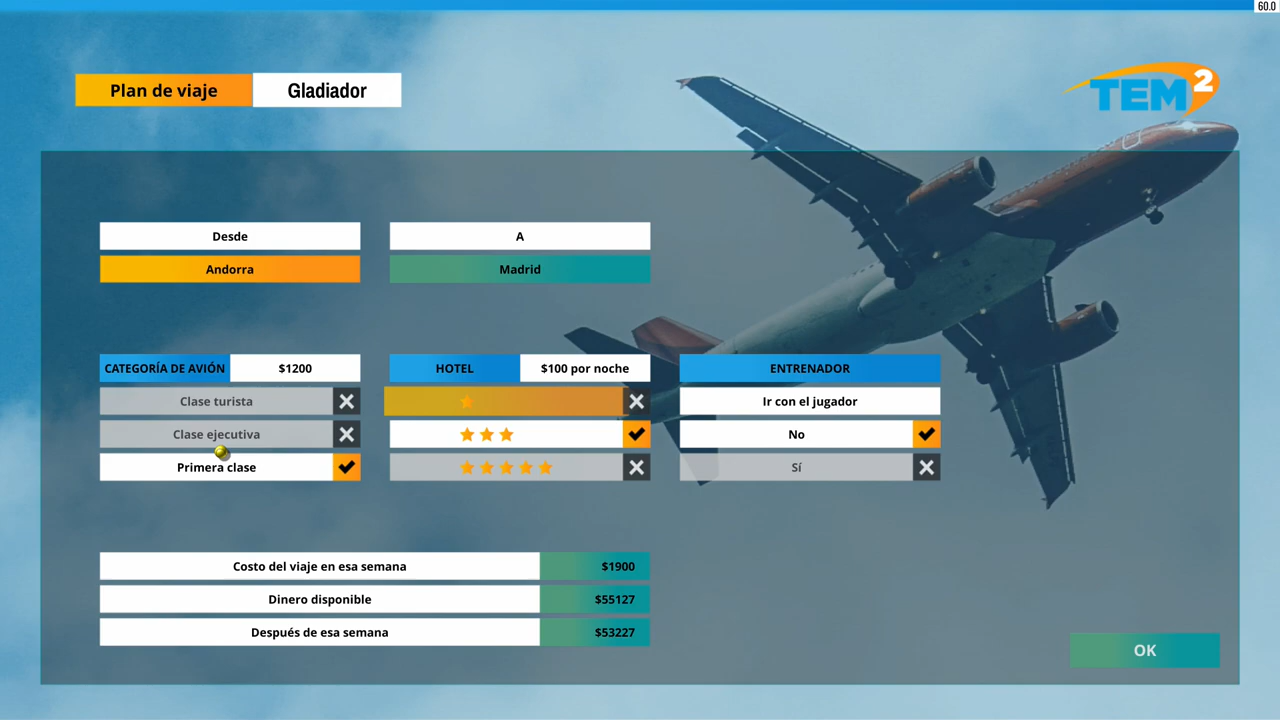 60.0
Plan de viaje
Gladiador
TEM2
Desde
A
Andorra
Madrid
CATEGORÍA DE AVIÓN
$1200
HOTEL
$100 por noche
ENTRENADOR
Clase turista
Ir con el jugador
Clase ejecutiva
No
Primera clase
Sí
Costo del viaje en esa semana
$1900
Dinero disponible
$55127
Después de esa semana
$53227
OK